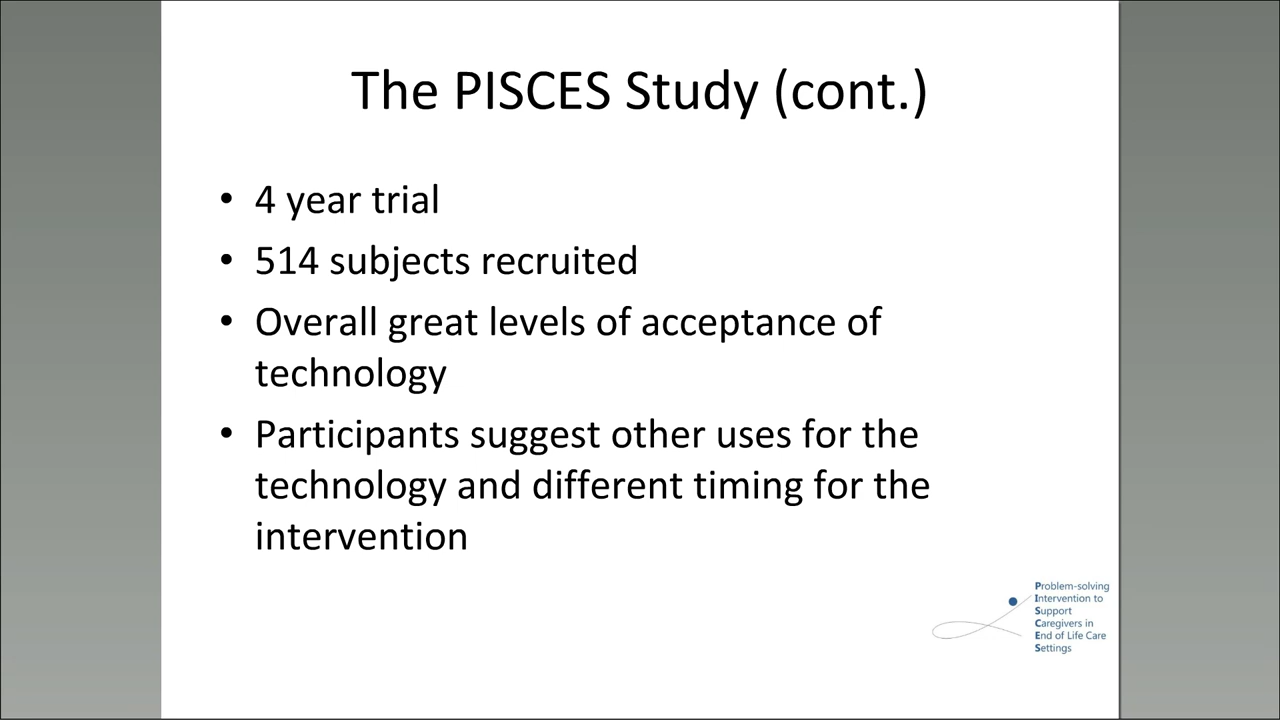 The PISCES Study (cont.)
• 4 year trial
• 514 subjects recruited
• Overall great levels of acceptance of
technology
• Participants suggest other uses for the
technology and different timing for the
intervention
Problem-solving
Intervention to
Support
Caregivers in
End of Life Care
Settings